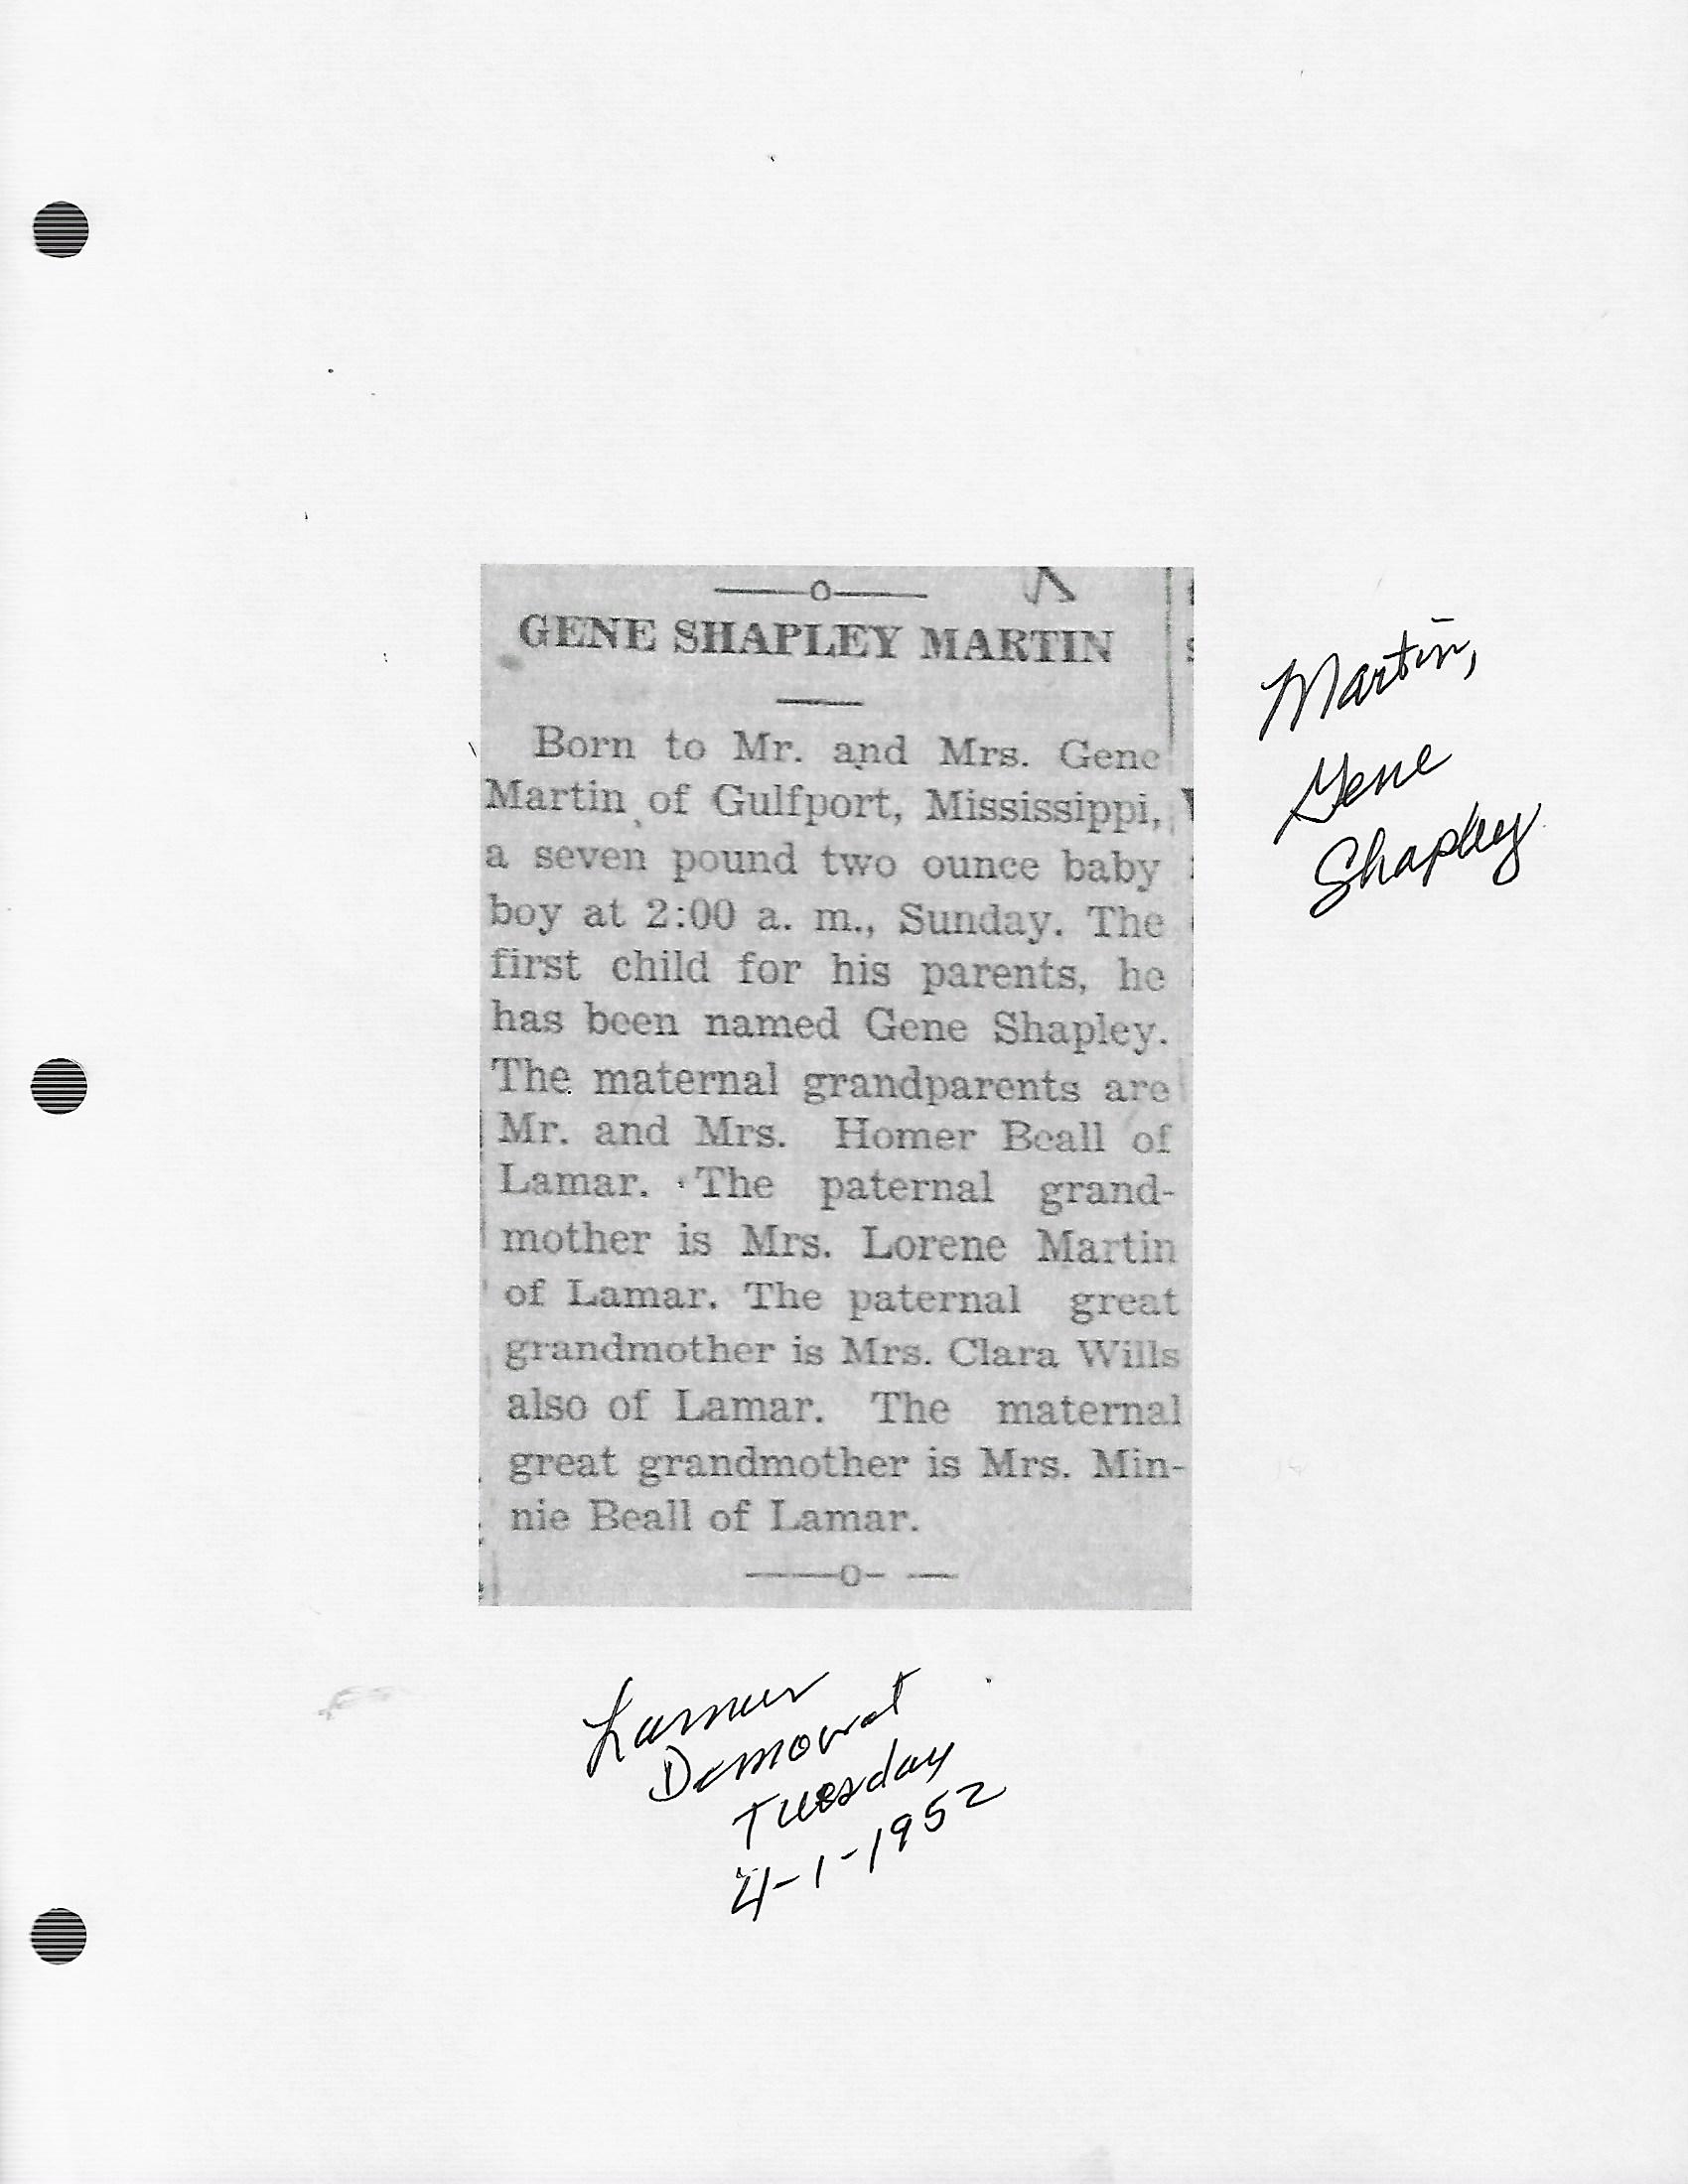 GENE SHAPLEY MARTIN
Born to Mr. and Mrs. Gene
Martin of Gulfport, Mississippi,
a seven pound two ounce baby
boy at 2:00 a. m., Sunday. The
first child for his parents, he
has been named Gene Shapley.
The maternal grandparents are
Mr. and Mrs. Homer Beall of
Lamar. The paternal grand-
mother is Mrs. Lorene Martin
of Lamar. The paternal great
grandmother is Mrs. Clara Wills
also of Lamar. The maternal
great grandmother is Mrs. Min-
nie Beall of Lamar.
Martin,
Gene
Shapley
Lamar
Democrat
Tuesday
4-1-1952